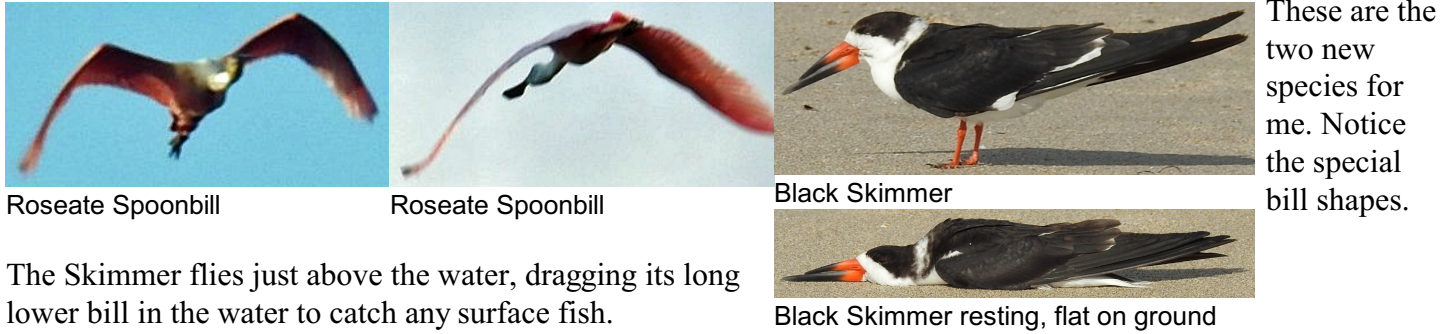 These are the
two new
species for
me. Notice
the special
bill shapes.
Roseate Spoonbill
Roseate Spoonbill
Black Skimmer
The Skimmer flies just above the water, dragging its long
lower bill in the water to catch any surface fish.
Black Skimmer resting, flat on ground